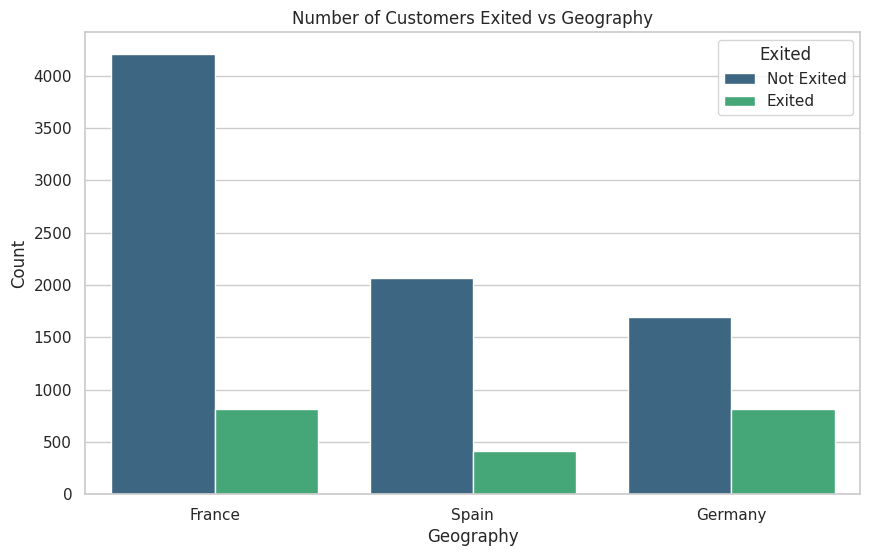 Number of Customers Exited vs Geography
Exited
Not Exited
Exited
4000
3500
3000
2500
2000
1500
1000
500
0
Count
France Spain Germany
Geography